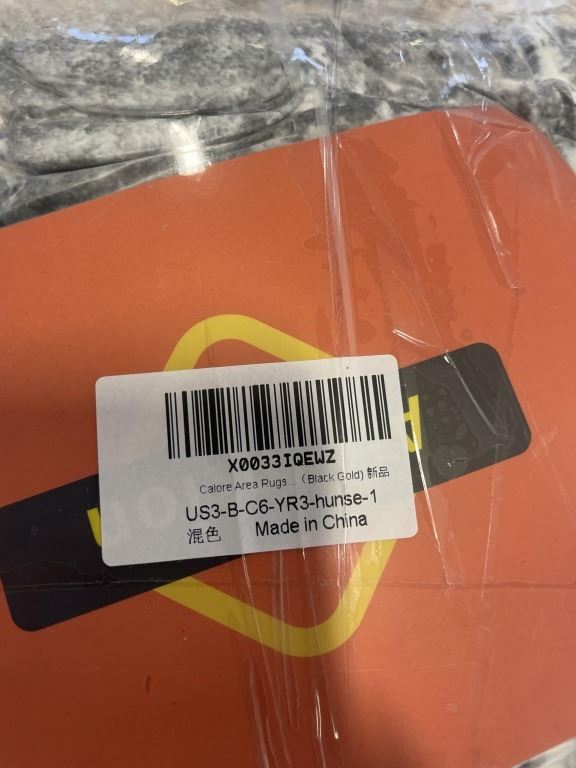 X0033IQEWZ
Calore Area Rugs...（Black Gold) 新品
US3-B-C6-YR3-hunse-1
混色 Made in China